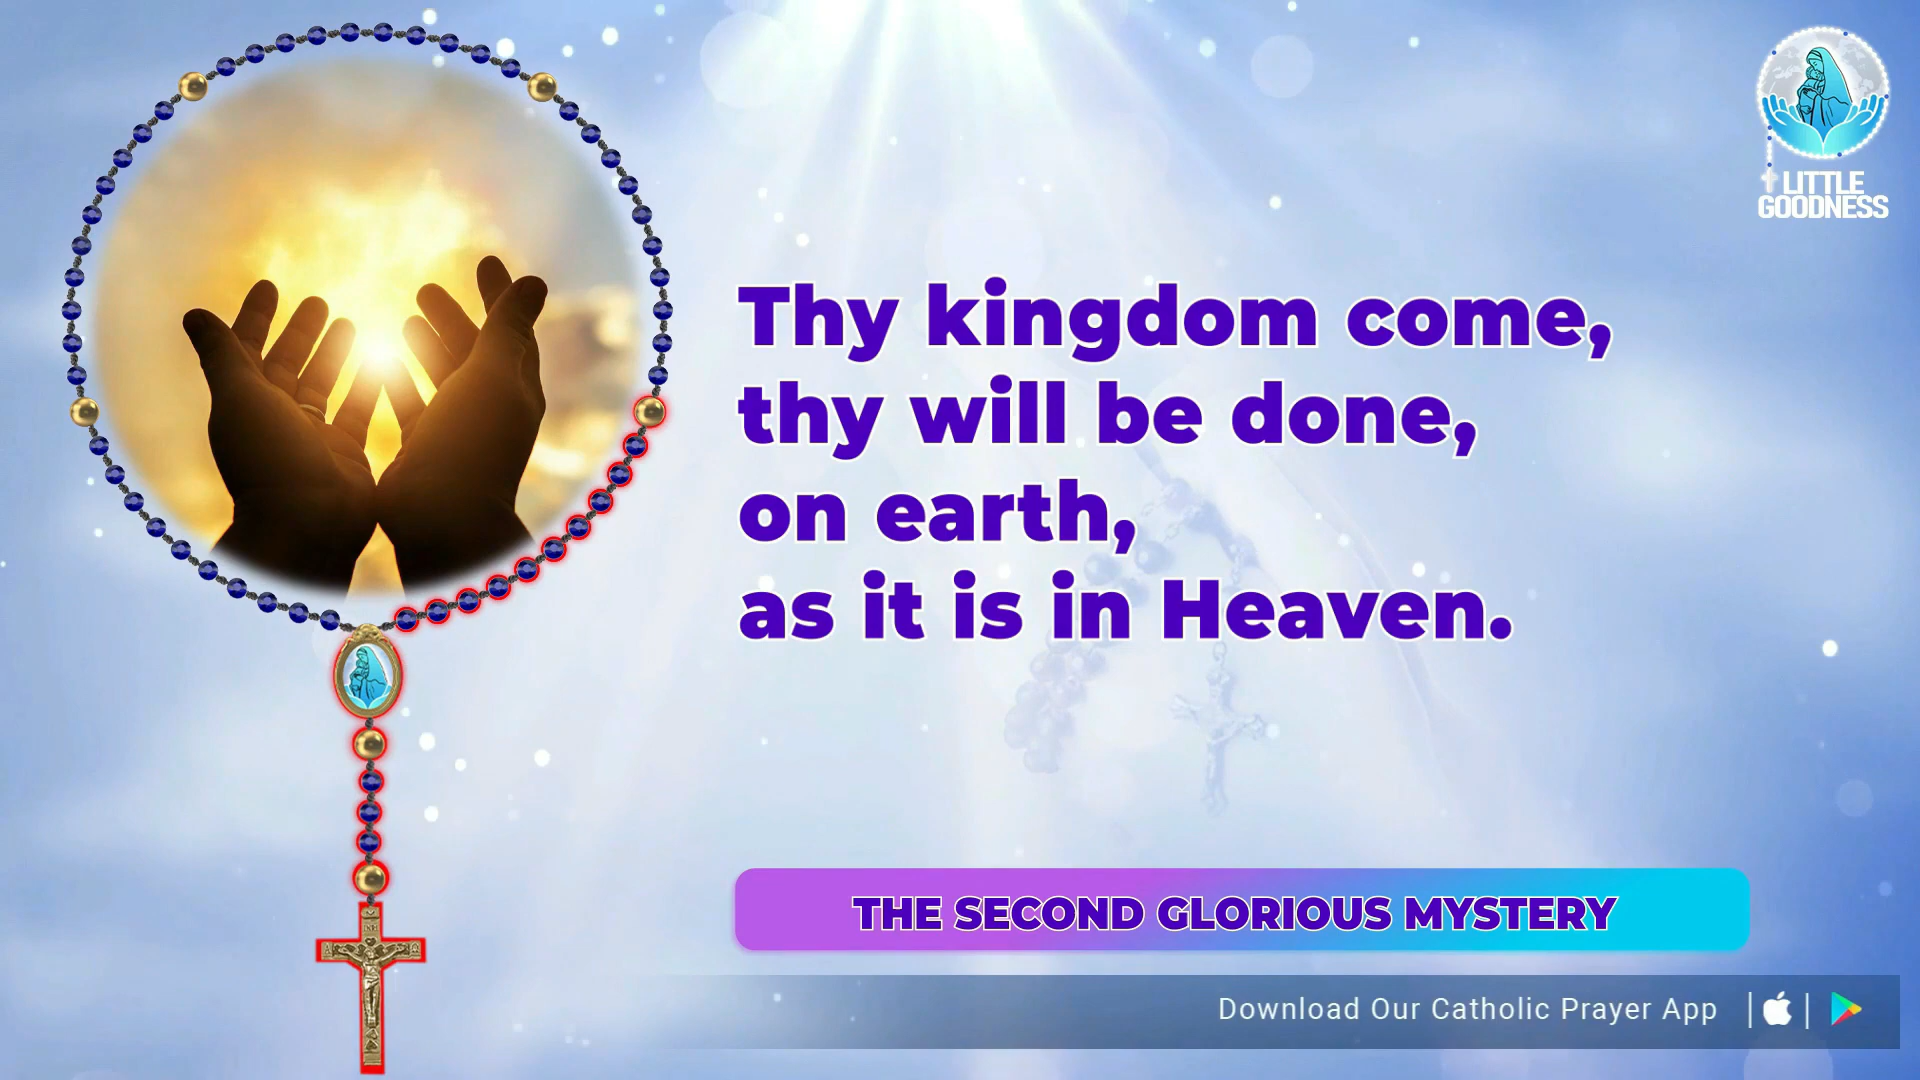 LITTLE
GOODNESS
Thy kingdom come,
thy will be done,
on earth,
as it is in Heaven.
THE SECOND GLORIOUS MYSTERY
Download Our Catholic Prayer App